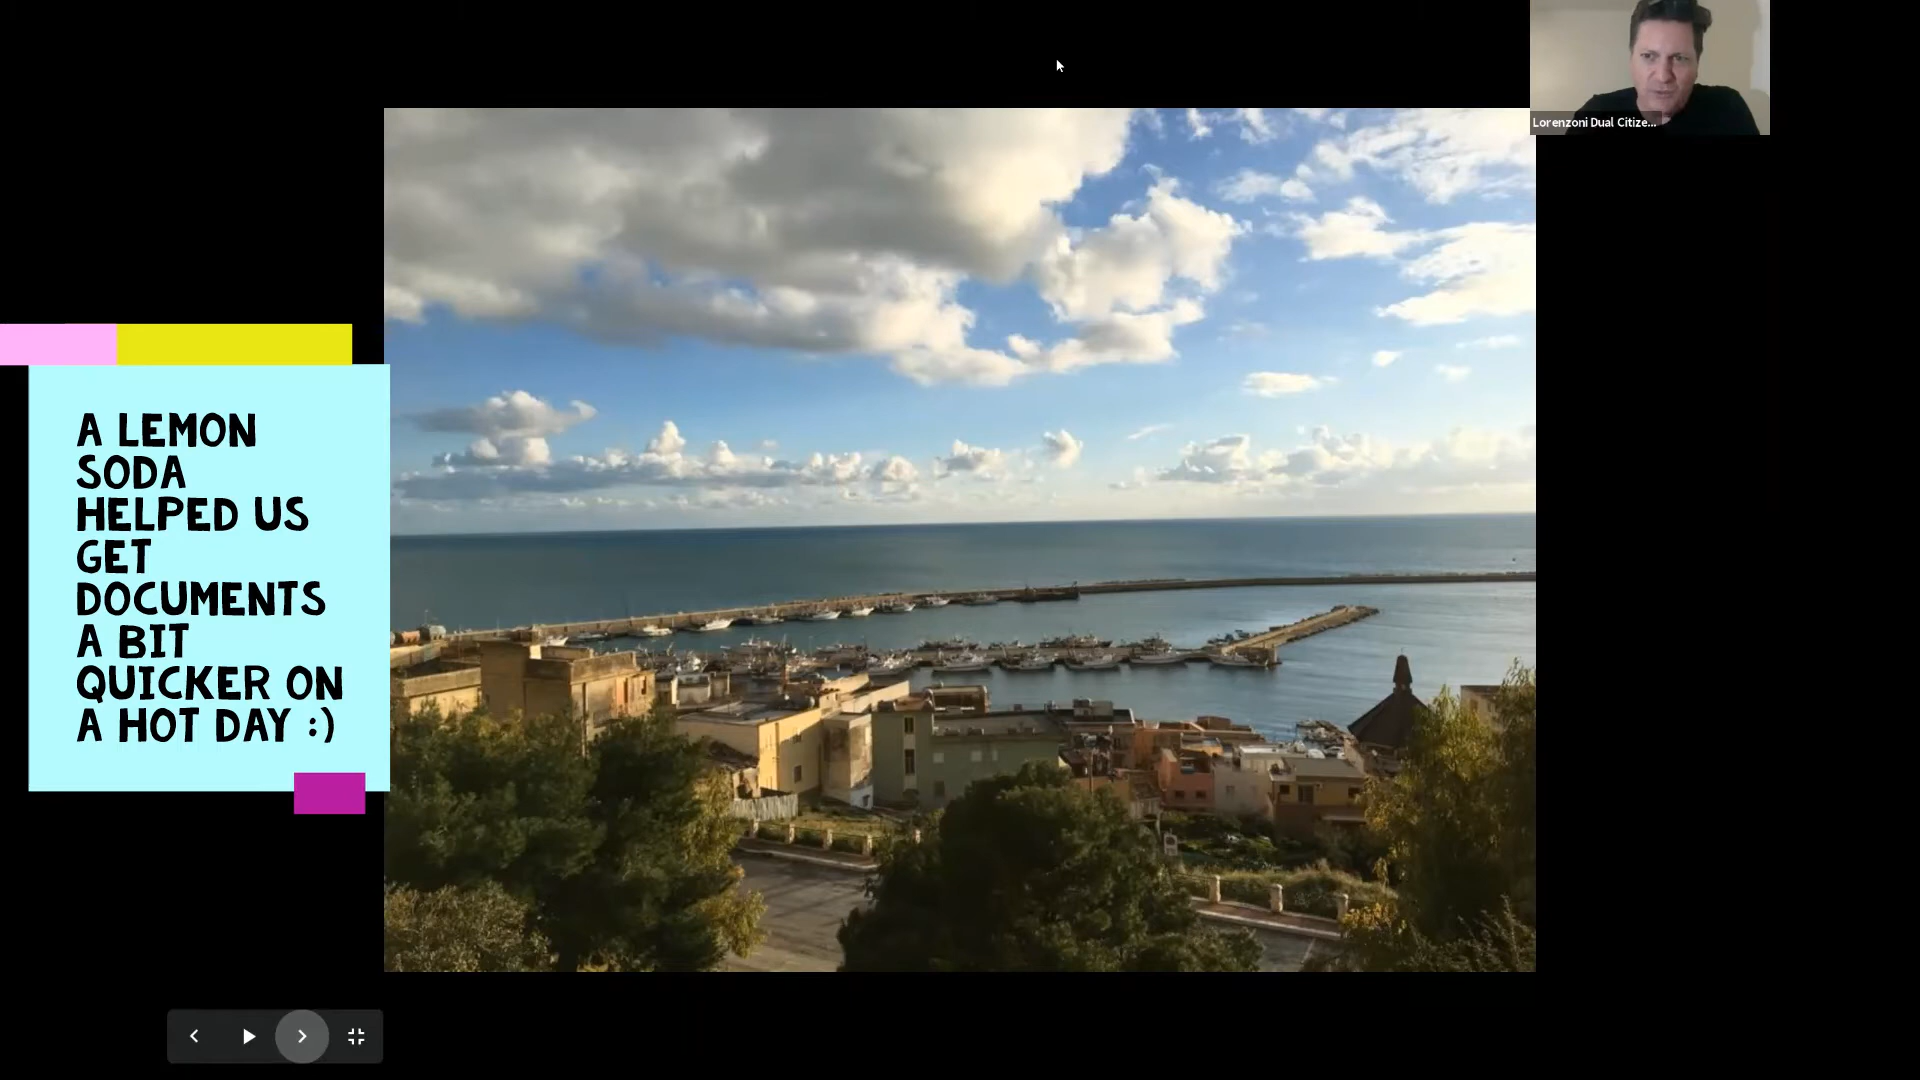 Lorenzoni Dual Citize...
A LEMON
SODA
HELPED US
GET
DOCUMENTS
A BIT
QUICKER ON
A HOT DAY :)